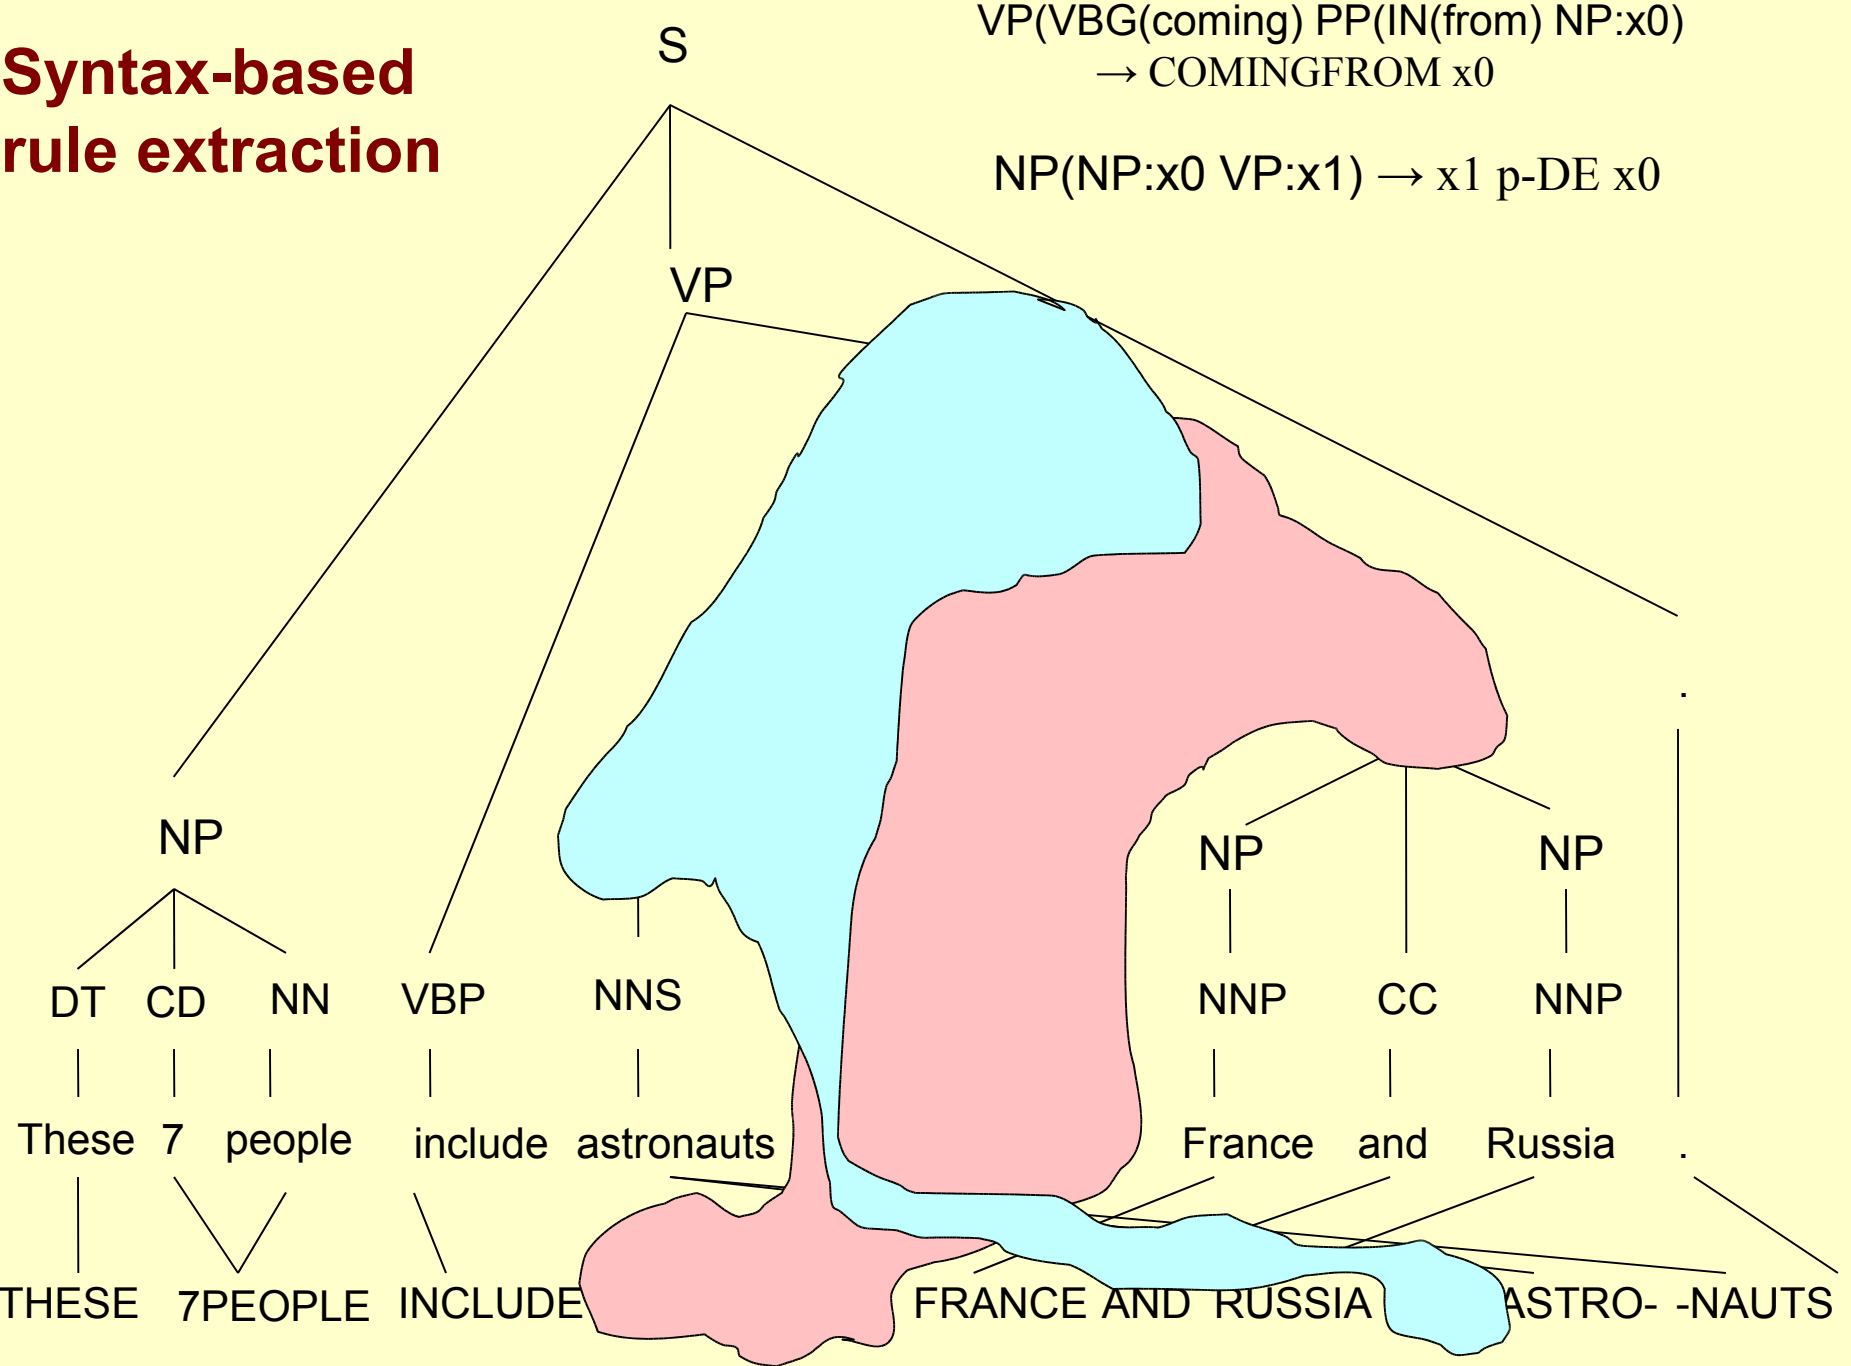 Syntax-based
rule extraction
VP(VBG(coming) PP(IN(from) NP:x0)
→ COMINGFROM x0
NP(NP:x0 VP:x1) → x1 p-DE x0
S
VP
.
NP
NP NP
DT CD NN VBP NNS NNP CC NNP
These 7 people include astronauts France and Russia .
THESE 7PEOPLE INCLUDE FRANCE AND RUSSIA ASTRO- -NAUTS